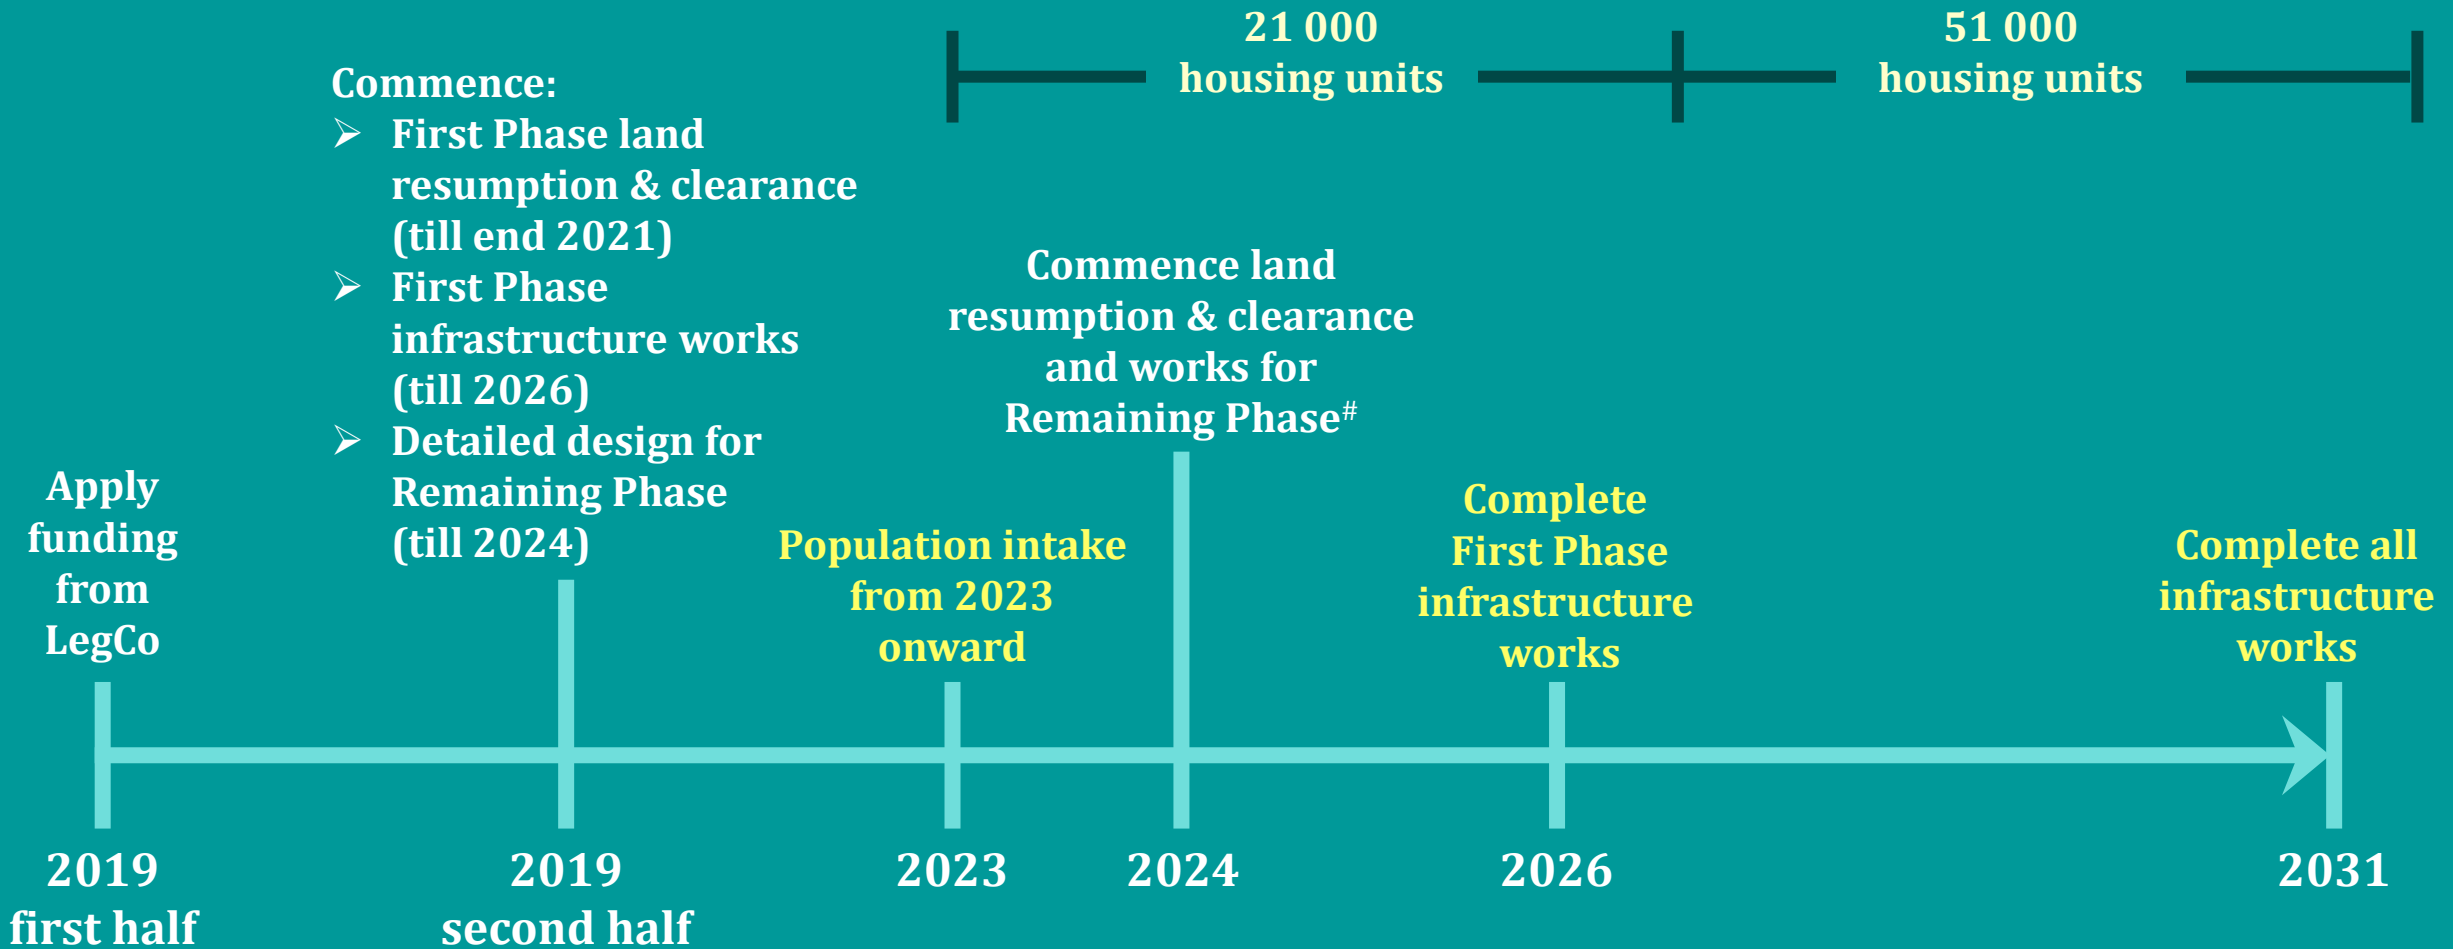 21 000
housing units
51 000
housing units
Commence:
➢ First Phase land
resumption & clearance
(till end 2021)
➢ First Phase
infrastructure works
(till 2026)
➢ Detailed design for
Remaining Phase
(till 2024)
Commence land
resumption & clearance
and works for
Remaining Phase#
Apply
funding
from
LegCo
Population intake
from 2023
onward
Complete
First Phase
infrastructure
works
Complete all
infrastructure
works
2019
first half
2019
second half
2023
2024
2026
2031